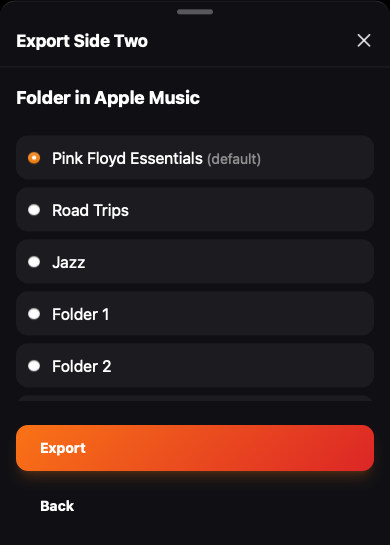 Export Side Two
Folder in Apple Music
Pink Floyd Essentials (default)
Road Trips
Jazz
Folder 1
Folder 2
Export
Back